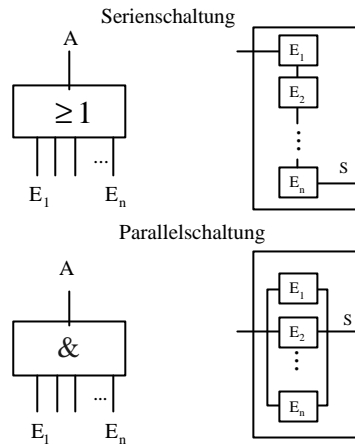 Serienschaltung
A
≥1
...
E1
En
E1
E2
S
En
Parallelschaltung
A
&
...
E1
En
E1
E2
S
En